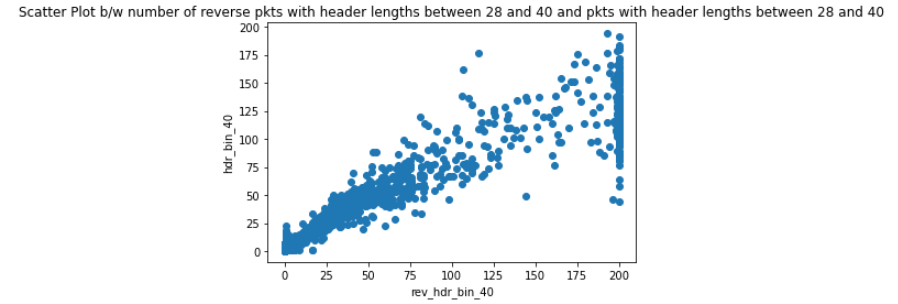 Scatter Plot b/w number of reverse pkts with header lengths between 28 and 40 and pkts with header lengths between 28 and 40
200
175
150
125
100
75
50
25
0
hdr_bin_40
0 25 50 75 100 125 150 175 200
rev_hdr_bin_40